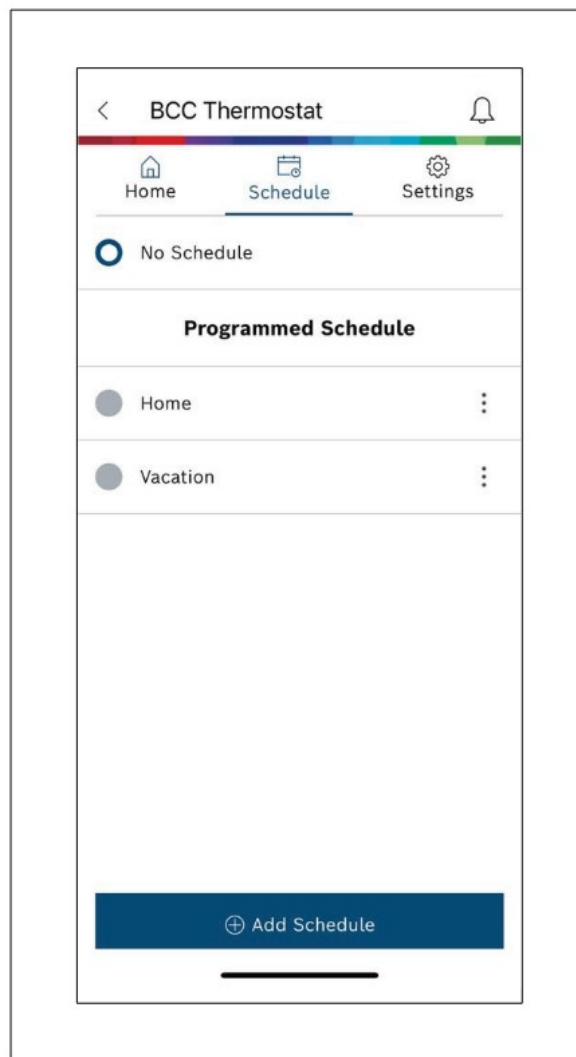 BCC Thermostat
Home Schedule Settings
No Schedule
Programmed Schedule
Home
Vacation
Add Schedule